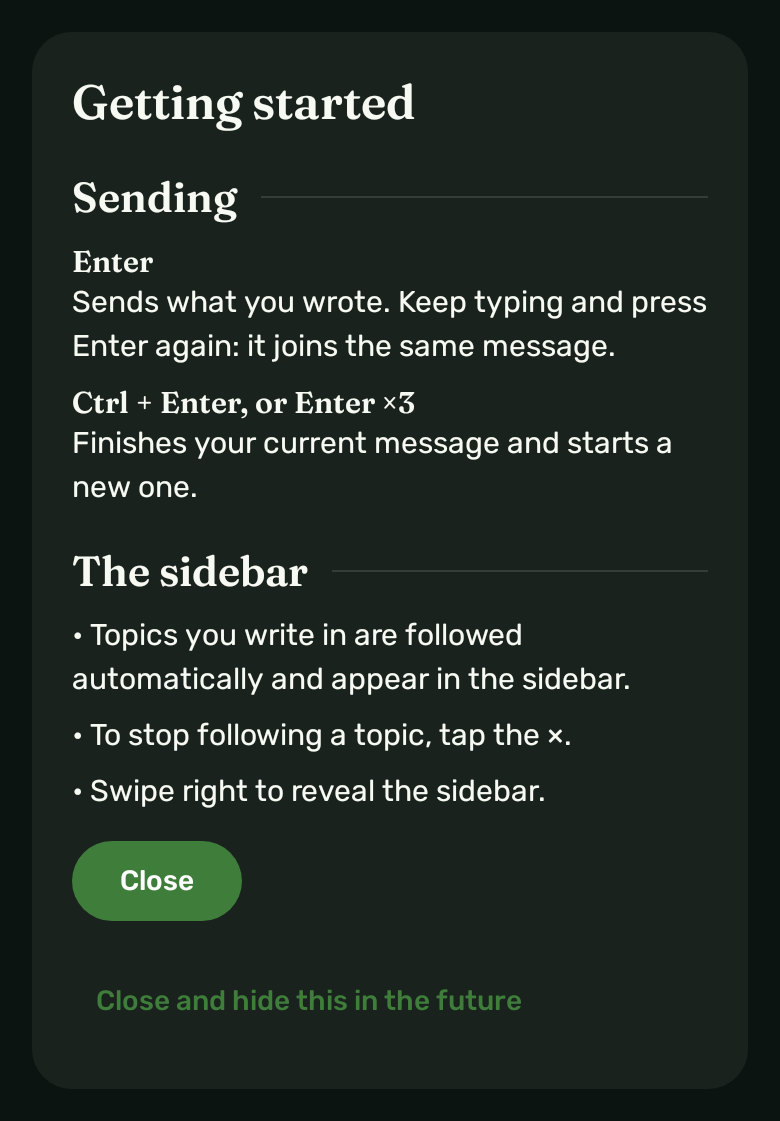 Getting started
Sending
Enter
Sends what you wrote. Keep typing and press
Enter again: it joins the same message.
Ctrl + Enter, or Enter ×3
Finishes your current message and starts a
new one.
The sidebar
• Topics you write in are followed
automatically and appear in the sidebar.
• To stop following a topic, tap the ×.
• Swipe right to reveal the sidebar.
Close
Close and hide this in the future